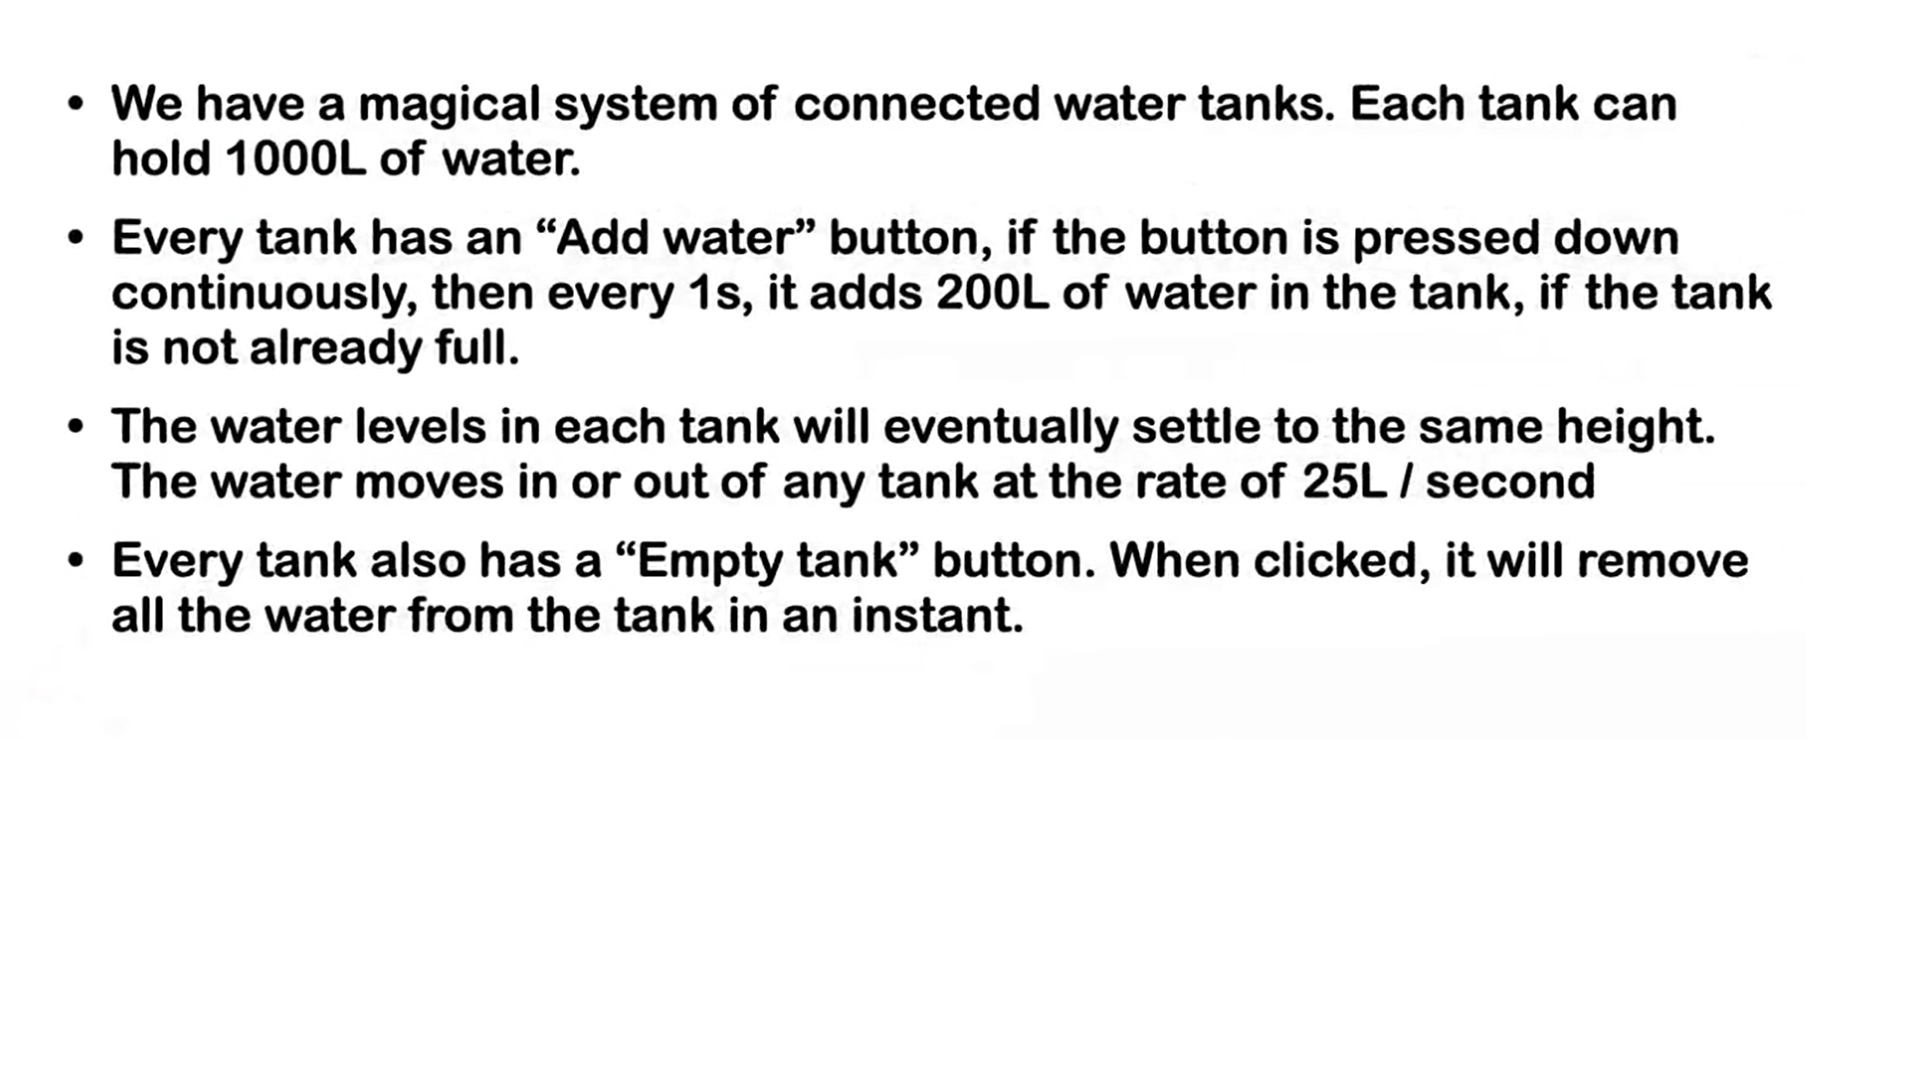 • We have a magical system of connected water tanks. Each tank can
hold 1000L of water.
• Every tank has an “Add water” button, if the button is pressed down
continuously, then every 1s, it adds 200L of water in the tank, if the tank
is not already full.
• The water levels in each tank will eventually settle to the same height.
The water moves in or out of any tank at the rate of 25L / second
• Every tank also has a “Empty tank” button. When clicked, it will remove
all the water from the tank in an instant.